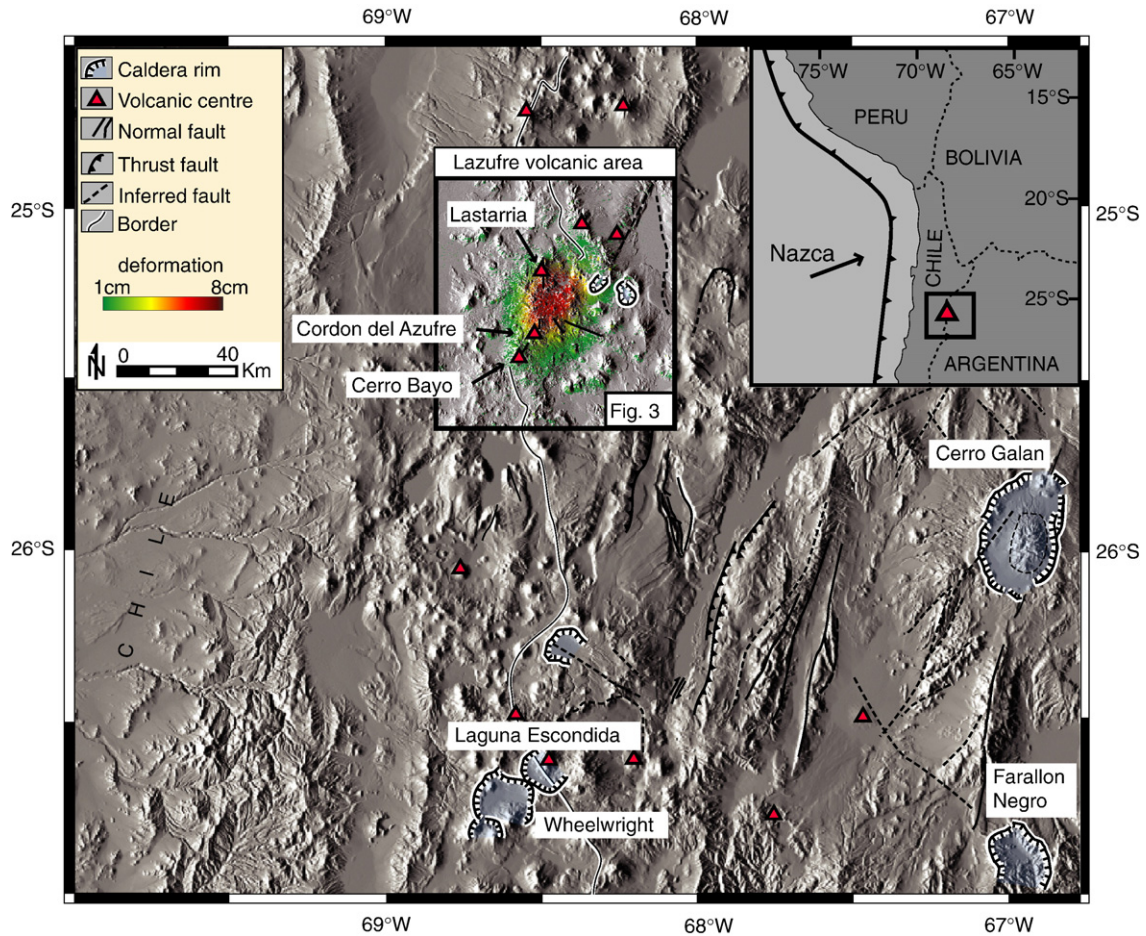 69°W 68°W 67°W
Caldera rim
Volcanic centre
Normal fault
Thrust fault
Inferred fault
Border
deformation
1cm 8cm
N 0 40
Km
25°S
26°S
C H I L E
Lazufre volcanic area
Lastarria
Cordon del Azufre
Cerro Bayo
Fig. 3
75°W 70°W 65°W
15°S
PERU
BOLIVIA
20°S
Nazca
CHILE
25°S
ARGENTINA
25°S
Cerro Galan
26°S
Laguna Escondida
Wheelwright
Farallon
Negro
69°W 68°W 67°W